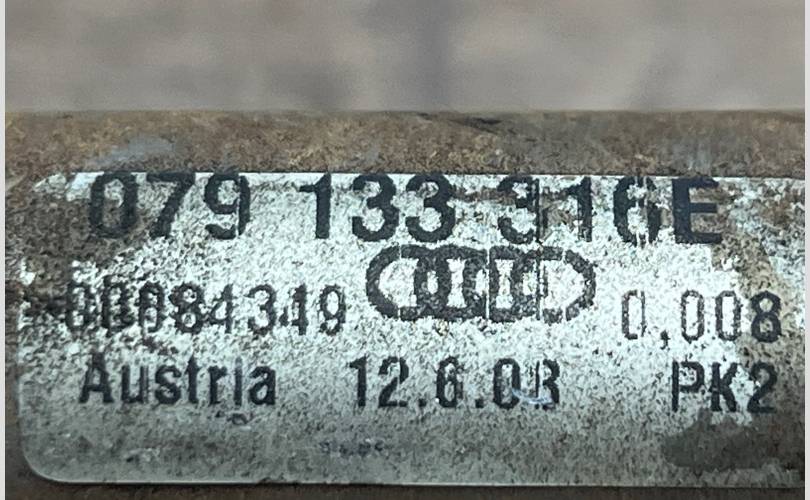 079 133 316E
00084349 0,008
Austria 12.6.03 PK2